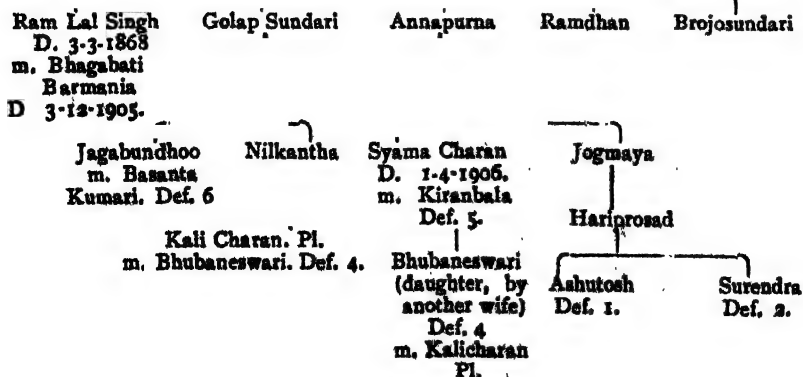 Ram Lal Singh Golap Sundari Annapurna Ramdhan Brojosundari
D. 3-3-1868
m. Bhagabati
Barmania
D 3-12-1905.
Jagabundhoo Nilkantha Syama Charan Jogmaya
m. Basanta D. 1-4-1906.
Kumari. Def. 6 m. Kiranbala
Def. 5. Hariprosad
Kali Charan. Pl.
m. Bhubaneswari. Def. 4. Bhubaneswari Ashutosh Surendra
(daughter, by Def. 1. Def. 2.
another wife)
Def. 4
m. Kalicharan
Pl.